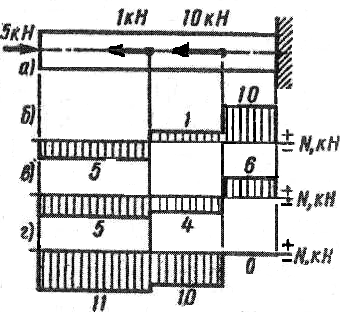 5кН 1кН 10кН
а)
б) 1 10
5 + − N, кН
в) 6
5 4 + − N, кН
г) + − N, кН
11 10 0